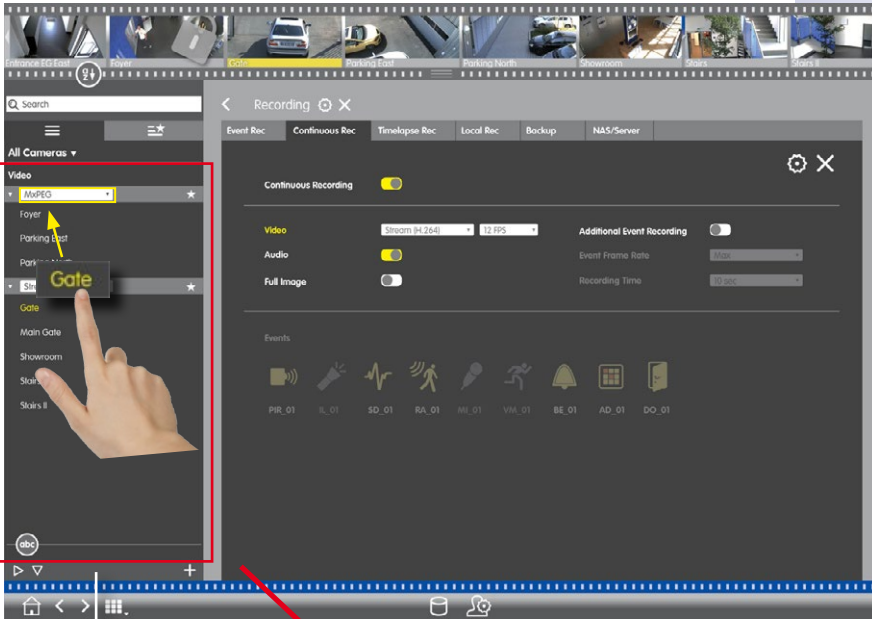 Entrance EG East Foyer Gate Parking East Parking North Showroom Stairs Stairs II
Search
Recording
Event Rec Continuous Rec Timelapse Rec Local Rec Backup NAS/Server
All Cameras
Video
MxPEG
Foyer
Parking East
Gate
Gate
Main Gate
Showroom
Stairs II
abc
Continuous Recording
Video Stream (H.264) 12 FPS Additional Event Recording
Audio Event Frame Rate Max
Full Image Recording Time 10 sec
Events
PIR_01 IL_01 SD_01 RA_01 MI_01 VM_01 BE_01 AD_01 DO_01